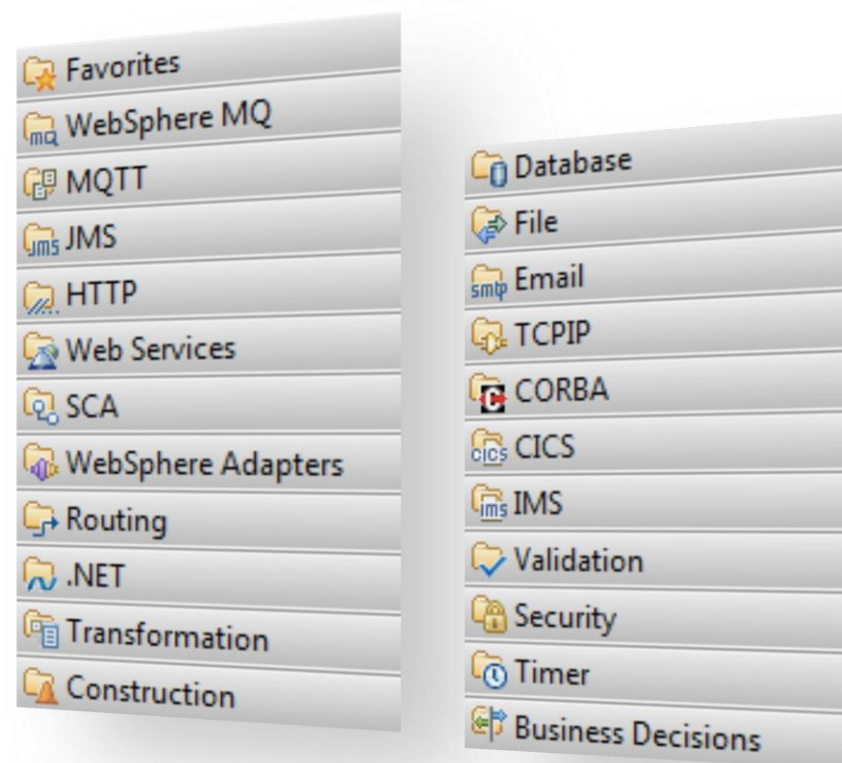 Favorites
WebSphere MQ
MQTT
JMS
HTTP
Web Services
SCA
WebSphere Adapters
Routing
.NET
Transformation
Construction
Database
File
Email
TCPIP
CORBA
CICS
IMS
Validation
Security
Timer
Business Decisions